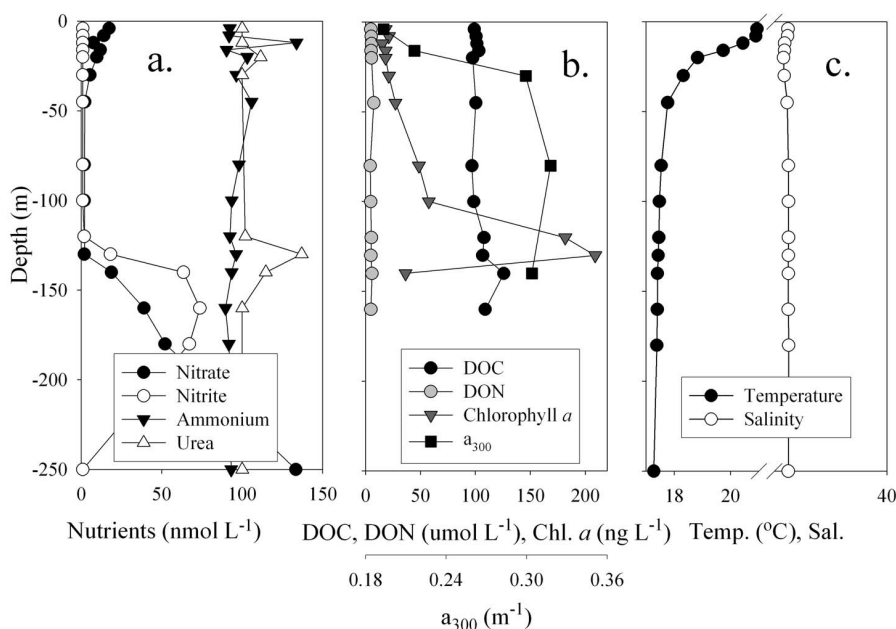 a.
b.
c.
Depth (m)
0
-50
-100
-150
-200
-250
Nitrate
Nitrite
Ammonium
Urea
DOC
DON
Chlorophyll a
a300
Temperature
Salinity
0 50 100 150
0 50 100 150 200
18 20 40
Nutrients (nmol L-1)
DOC, DON (umol L-1), Chl. a (ng L-1)
Temp. (oC), Sal.
0.18 0.24 0.30 0.36
a300 (m-1)